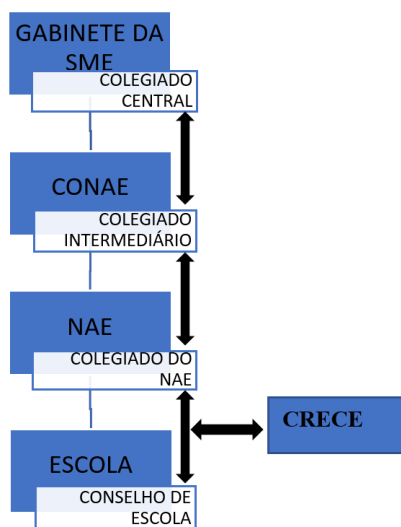 GABINETE DA
SME
COLEGIADO
CENTRAL
CONAE
COLEGIADO
INTERMEDIÁRIO
NAE
COLEGIADO DO
NAE
CRECE
ESCOLA
CONSELHO DE
ESCOLA